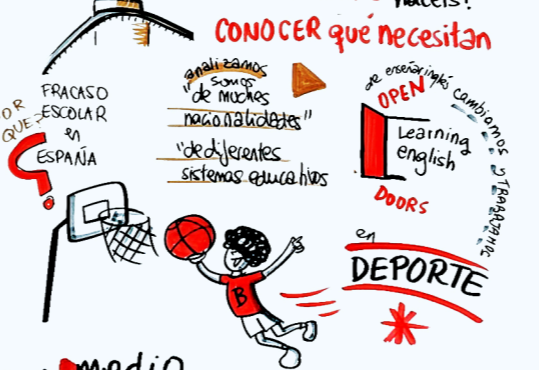 haceis?
CONOCER qué necesitan
POR
QUÉ?
FRACASO
ESCOLAR
en
ESPAÑA
analizamos
"somos
de muchas
nacionalidades"
"de diferentes
sistemas educativos
de enseñar inglés
cambiamos y TRABAJAMOS
OPEN
Learning
english
DOORS
en
DEPORTE
B
medio